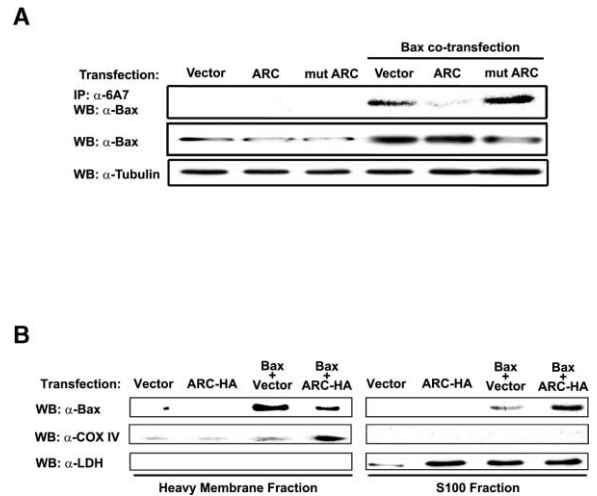 A
Bax co-transfection
Transfection: Vector ARC mut ARC Vector ARC mut ARC
IP: α-6A7
WB: α-Bax
WB: α-Bax
WB: α-Tubulin
B
Transfection: Vector ARC-HA Bax + Vector Bax + ARC-HA Vector ARC-HA Bax + Vector Bax + ARC-HA
WB: α-Bax
WB: α-COX IV
WB: α-LDH
Heavy Membrane Fraction S100 Fraction